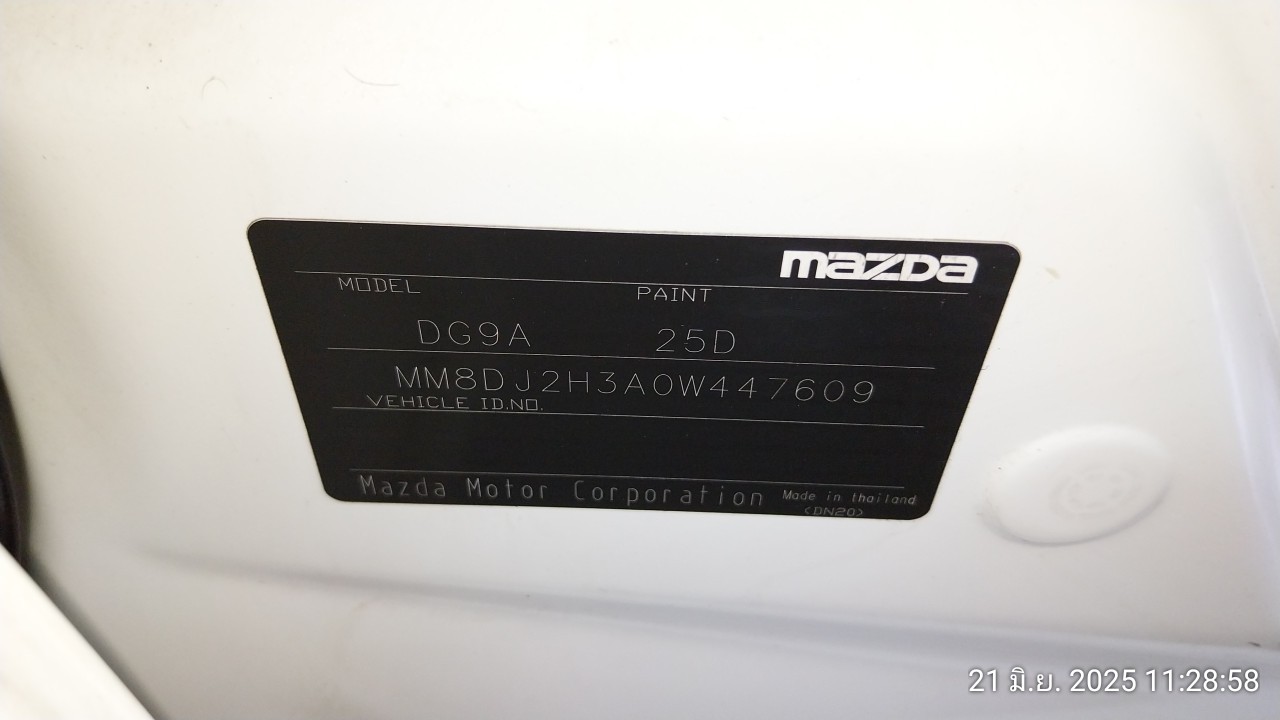 mazda
MODEL PAINT
DG9A 25D
MM8DJ2H3A0W447609
VEHICLE ID.NO.
Mazda Motor Corporation Made in thailand
<DN20>
21 มิ.ย. 2025 11:28:58